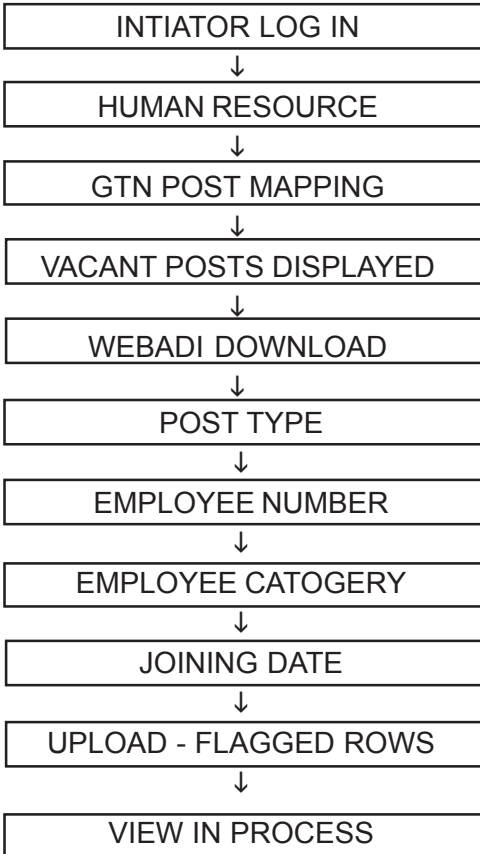 INTIATOR LOG IN
↓
HUMAN RESOURCE
↓
GTN POST MAPPING
↓
VACANT POSTS DISPLAYED
↓
WEBADI DOWNLOAD
↓
POST TYPE
↓
EMPLOYEE NUMBER
↓
EMPLOYEE CATOGERY
↓
JOINING DATE
↓
UPLOAD - FLAGGED ROWS
↓
VIEW IN PROCESS